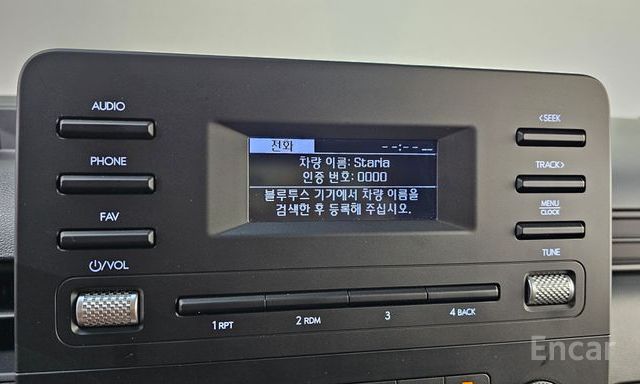 AUDIO
PHONE
FAV
⏻/VOL
전화
--:--
차량 이름: Staria
인증 번호: 0000
블루투스 기기에서 차량 이름을
검색한 후 등록해 주십시오.
<SEEK
TRACK>
MENU
CLOCK
TUNE
1 RPT
2 RDM
3
4 BACK
Encar